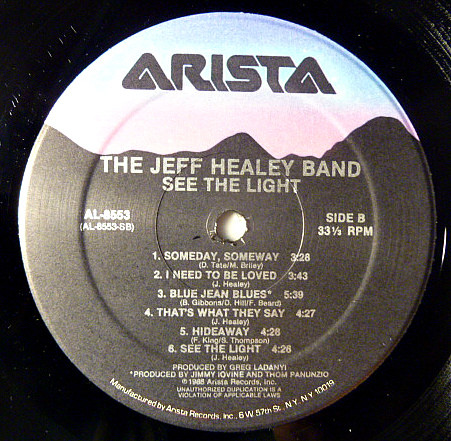 ARISTA
THE JEFF HEALEY BAND
SEE THE LIGHT
AL-8553
(AL-8553-SB)
SIDE B
33⅓ RPM
1. SOMEDAY, SOMEWAY 3:28
(D. Tate/M. Briley)
2. I NEED TO BE LOVED 3:43
(J. Healey)
3. BLUE JEAN BLUES* 5:39
(B. Gibbons/D. Hill/F. Beard)
4. THAT'S WHAT THEY SAY 4:27
(J. Healey)
5. HIDEAWAY 4:28
(F. King/S. Thompson)
6. SEE THE LIGHT 4:26
(J. Healey)
PRODUCED BY GREG LADANYI
*PRODUCED BY JIMMY IOVINE AND THOM PANUNZIO
℗ 1988 Arista Records, Inc.
UNAUTHORIZED DUPLICATION IS A
VIOLATION OF APPLICABLE LAWS
Manufactured by Arista Records, Inc., 6 W 57th St., N.Y. N.Y. 10019